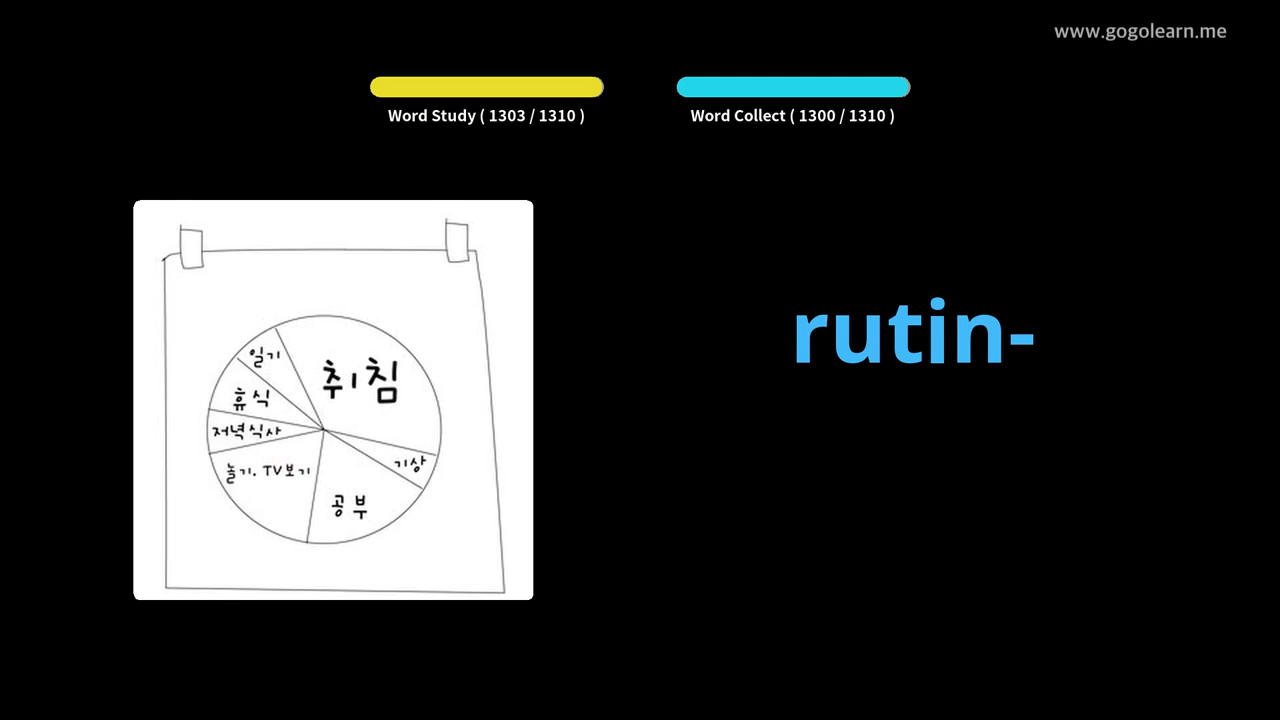 www.gogolearn.me
Word Study ( 1303 / 1310 )
Word Collect ( 1300 / 1310 )
rutin-
일기
취침
휴식
저녁식사
기상
놀기. TV보기
공부